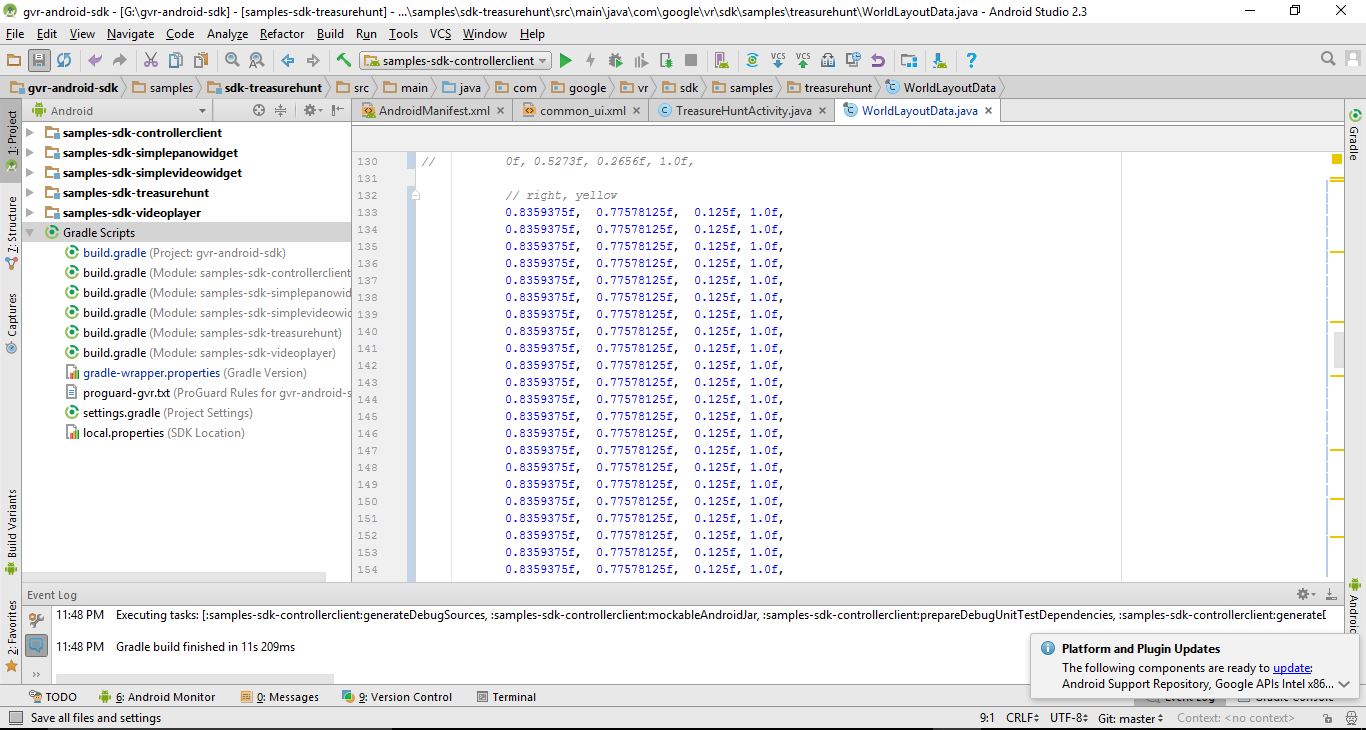 gvr-android-sdk - [G:\gvr-android-sdk] - [samples-sdk-treasurehunt] - ...\samples\sdk-treasurehunt\src\main\java\com\google\vr\sdk\samples\treasurehunt\WorldLayoutData.java - Android Studio 2.3
File Edit View Navigate Code Analyze Refactor Build Run Tools VCS Window Help
samples-sdk-controllerclient
gvr-android-sdk samples sdk-treasurehunt src main java com google vr sdk samples treasurehunt WorldLayoutData
Android
AndroidManifest.xml common_ui.xml TreasureHuntActivity.java WorldLayoutData.java
1: Project
7: Structure
Captures
Build Variants
2: Favorites
samples-sdk-controllerclient
samples-sdk-simplepanowidget
samples-sdk-simplevideowidget
samples-sdk-treasurehunt
samples-sdk-videoplayer
Gradle Scripts
build.gradle (Project: gvr-android-sdk)
build.gradle (Module: samples-sdk-controllerclient
build.gradle (Module: samples-sdk-simplepanowid
build.gradle (Module: samples-sdk-simplevideowic
build.gradle (Module: samples-sdk-treasurehunt)
build.gradle (Module: samples-sdk-videoplayer)
gradle-wrapper.properties (Gradle Version)
proguard-gvr.txt (ProGuard Rules for gvr-android-s
settings.gradle (Project Settings)
local.properties (SDK Location)
130 // 0f, 0.5273f, 0.2656f, 1.0f,
131
132 // right, yellow
133 0.8359375f, 0.77578125f, 0.125f, 1.0f,
134 0.8359375f, 0.77578125f, 0.125f, 1.0f,
135 0.8359375f, 0.77578125f, 0.125f, 1.0f,
136 0.8359375f, 0.77578125f, 0.125f, 1.0f,
137 0.8359375f, 0.77578125f, 0.125f, 1.0f,
138 0.8359375f, 0.77578125f, 0.125f, 1.0f,
139 0.8359375f, 0.77578125f, 0.125f, 1.0f,
140 0.8359375f, 0.77578125f, 0.125f, 1.0f,
141 0.8359375f, 0.77578125f, 0.125f, 1.0f,
142 0.8359375f, 0.77578125f, 0.125f, 1.0f,
143 0.8359375f, 0.77578125f, 0.125f, 1.0f,
144 0.8359375f, 0.77578125f, 0.125f, 1.0f,
145 0.8359375f, 0.77578125f, 0.125f, 1.0f,
146 0.8359375f, 0.77578125f, 0.125f, 1.0f,
147 0.8359375f, 0.77578125f, 0.125f, 1.0f,
148 0.8359375f, 0.77578125f, 0.125f, 1.0f,
149 0.8359375f, 0.77578125f, 0.125f, 1.0f,
150 0.8359375f, 0.77578125f, 0.125f, 1.0f,
151 0.8359375f, 0.77578125f, 0.125f, 1.0f,
152 0.8359375f, 0.77578125f, 0.125f, 1.0f,
153 0.8359375f, 0.77578125f, 0.125f, 1.0f,
154 0.8359375f, 0.77578125f, 0.125f, 1.0f,
Gradle
Event Log
11:48 PM Executing tasks: [:samples-sdk-controllerclient:generateDebugSources, :samples-sdk-controllerclient:mockableAndroidJar, :samples-sdk-controllerclient:prepareDebugUnitTestDependencies, :samples-sdk-controllerclient:generateD
11:48 PM Gradle build finished in 11s 209ms
Platform and Plugin Updates
The following components are ready to update:
Android Support Repository, Google APIs Intel x86...
TODO 6: Android Monitor 0: Messages 9: Version Control Terminal
Save all files and settings
9:1 CRLF UTF-8 Git: master Context: <no context>